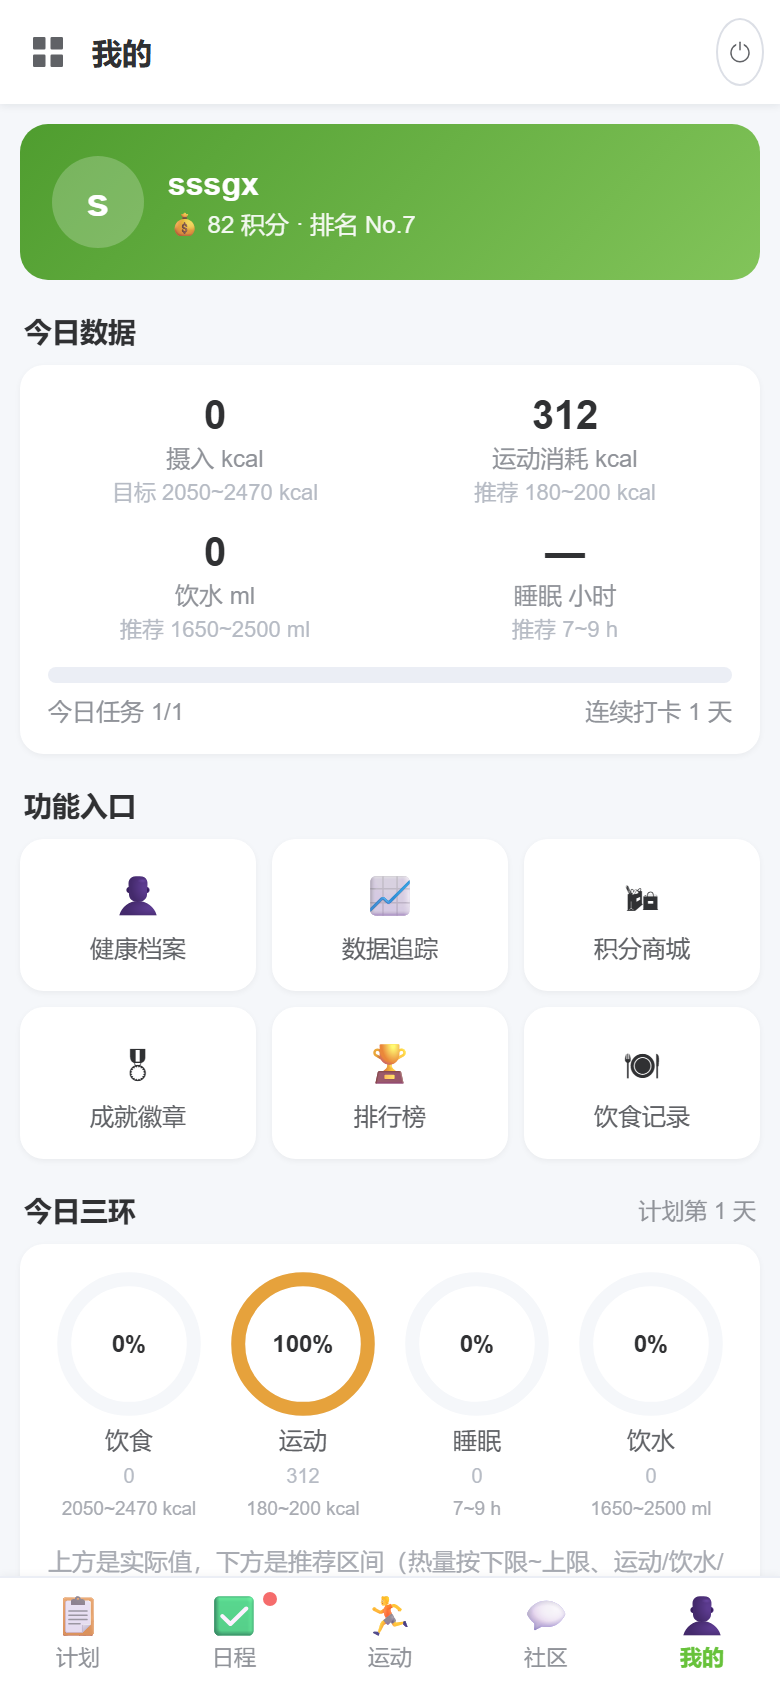 我的
s
sssgx
82 积分 · 排名 No.7
今日数据
0
312
摄入 kcal
运动消耗 kcal
目标 2050~2470 kcal
推荐 180~200 kcal
0
—
饮水 ml
睡眠 小时
推荐 1650~2500 ml
推荐 7~9 h
今日任务 1/1
连续打卡 1 天
功能入口
健康档案
数据追踪
积分商城
成就徽章
排行榜
饮食记录
今日三环
计划第 1 天
0%
100%
0%
0%
饮食
运动
睡眠
饮水
0
312
0
0
2050~2470 kcal
180~200 kcal
7~9 h
1650~2500 ml
上方是实际值，下方是推荐区间（热量按下限~上限、运动/饮水/
计划
日程
运动
社区
我的